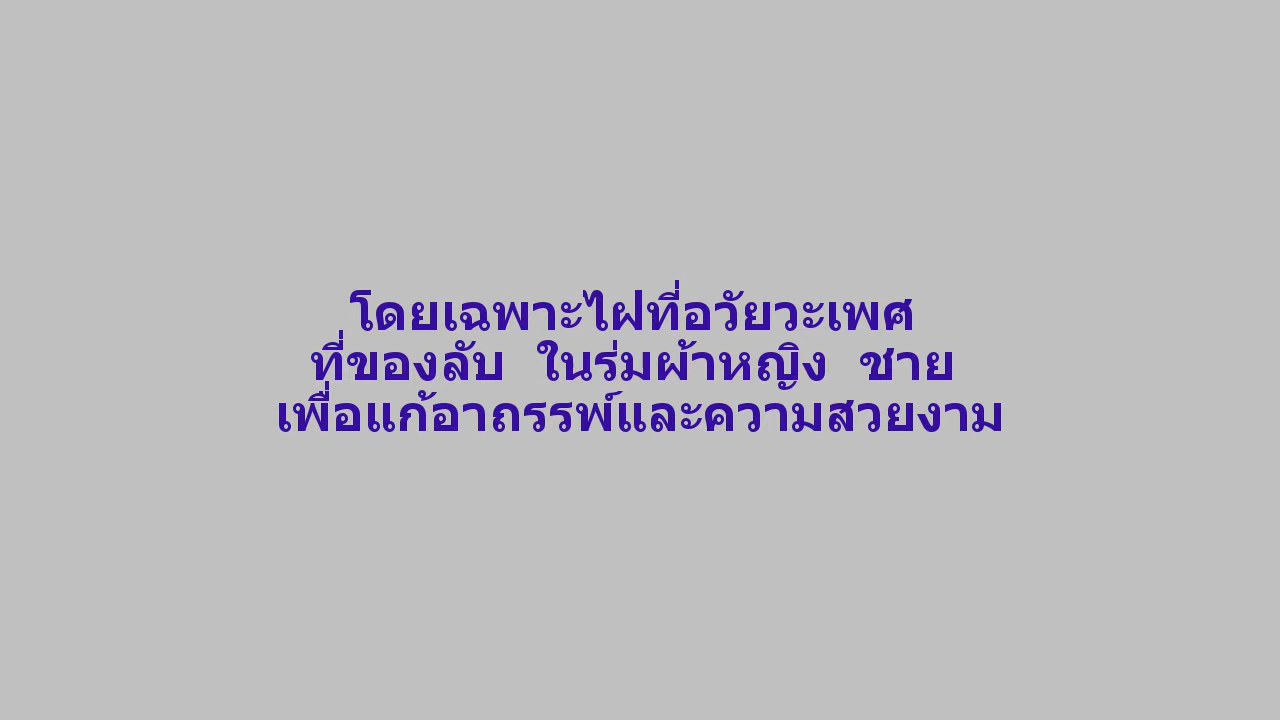 โดยเฉพาะไฝที่อวัยวะเพศ
ที่ของลับ ในร่มผ้าหญิง ชาย
เพื่อแก้อาถรรพ์และความสวยงาม